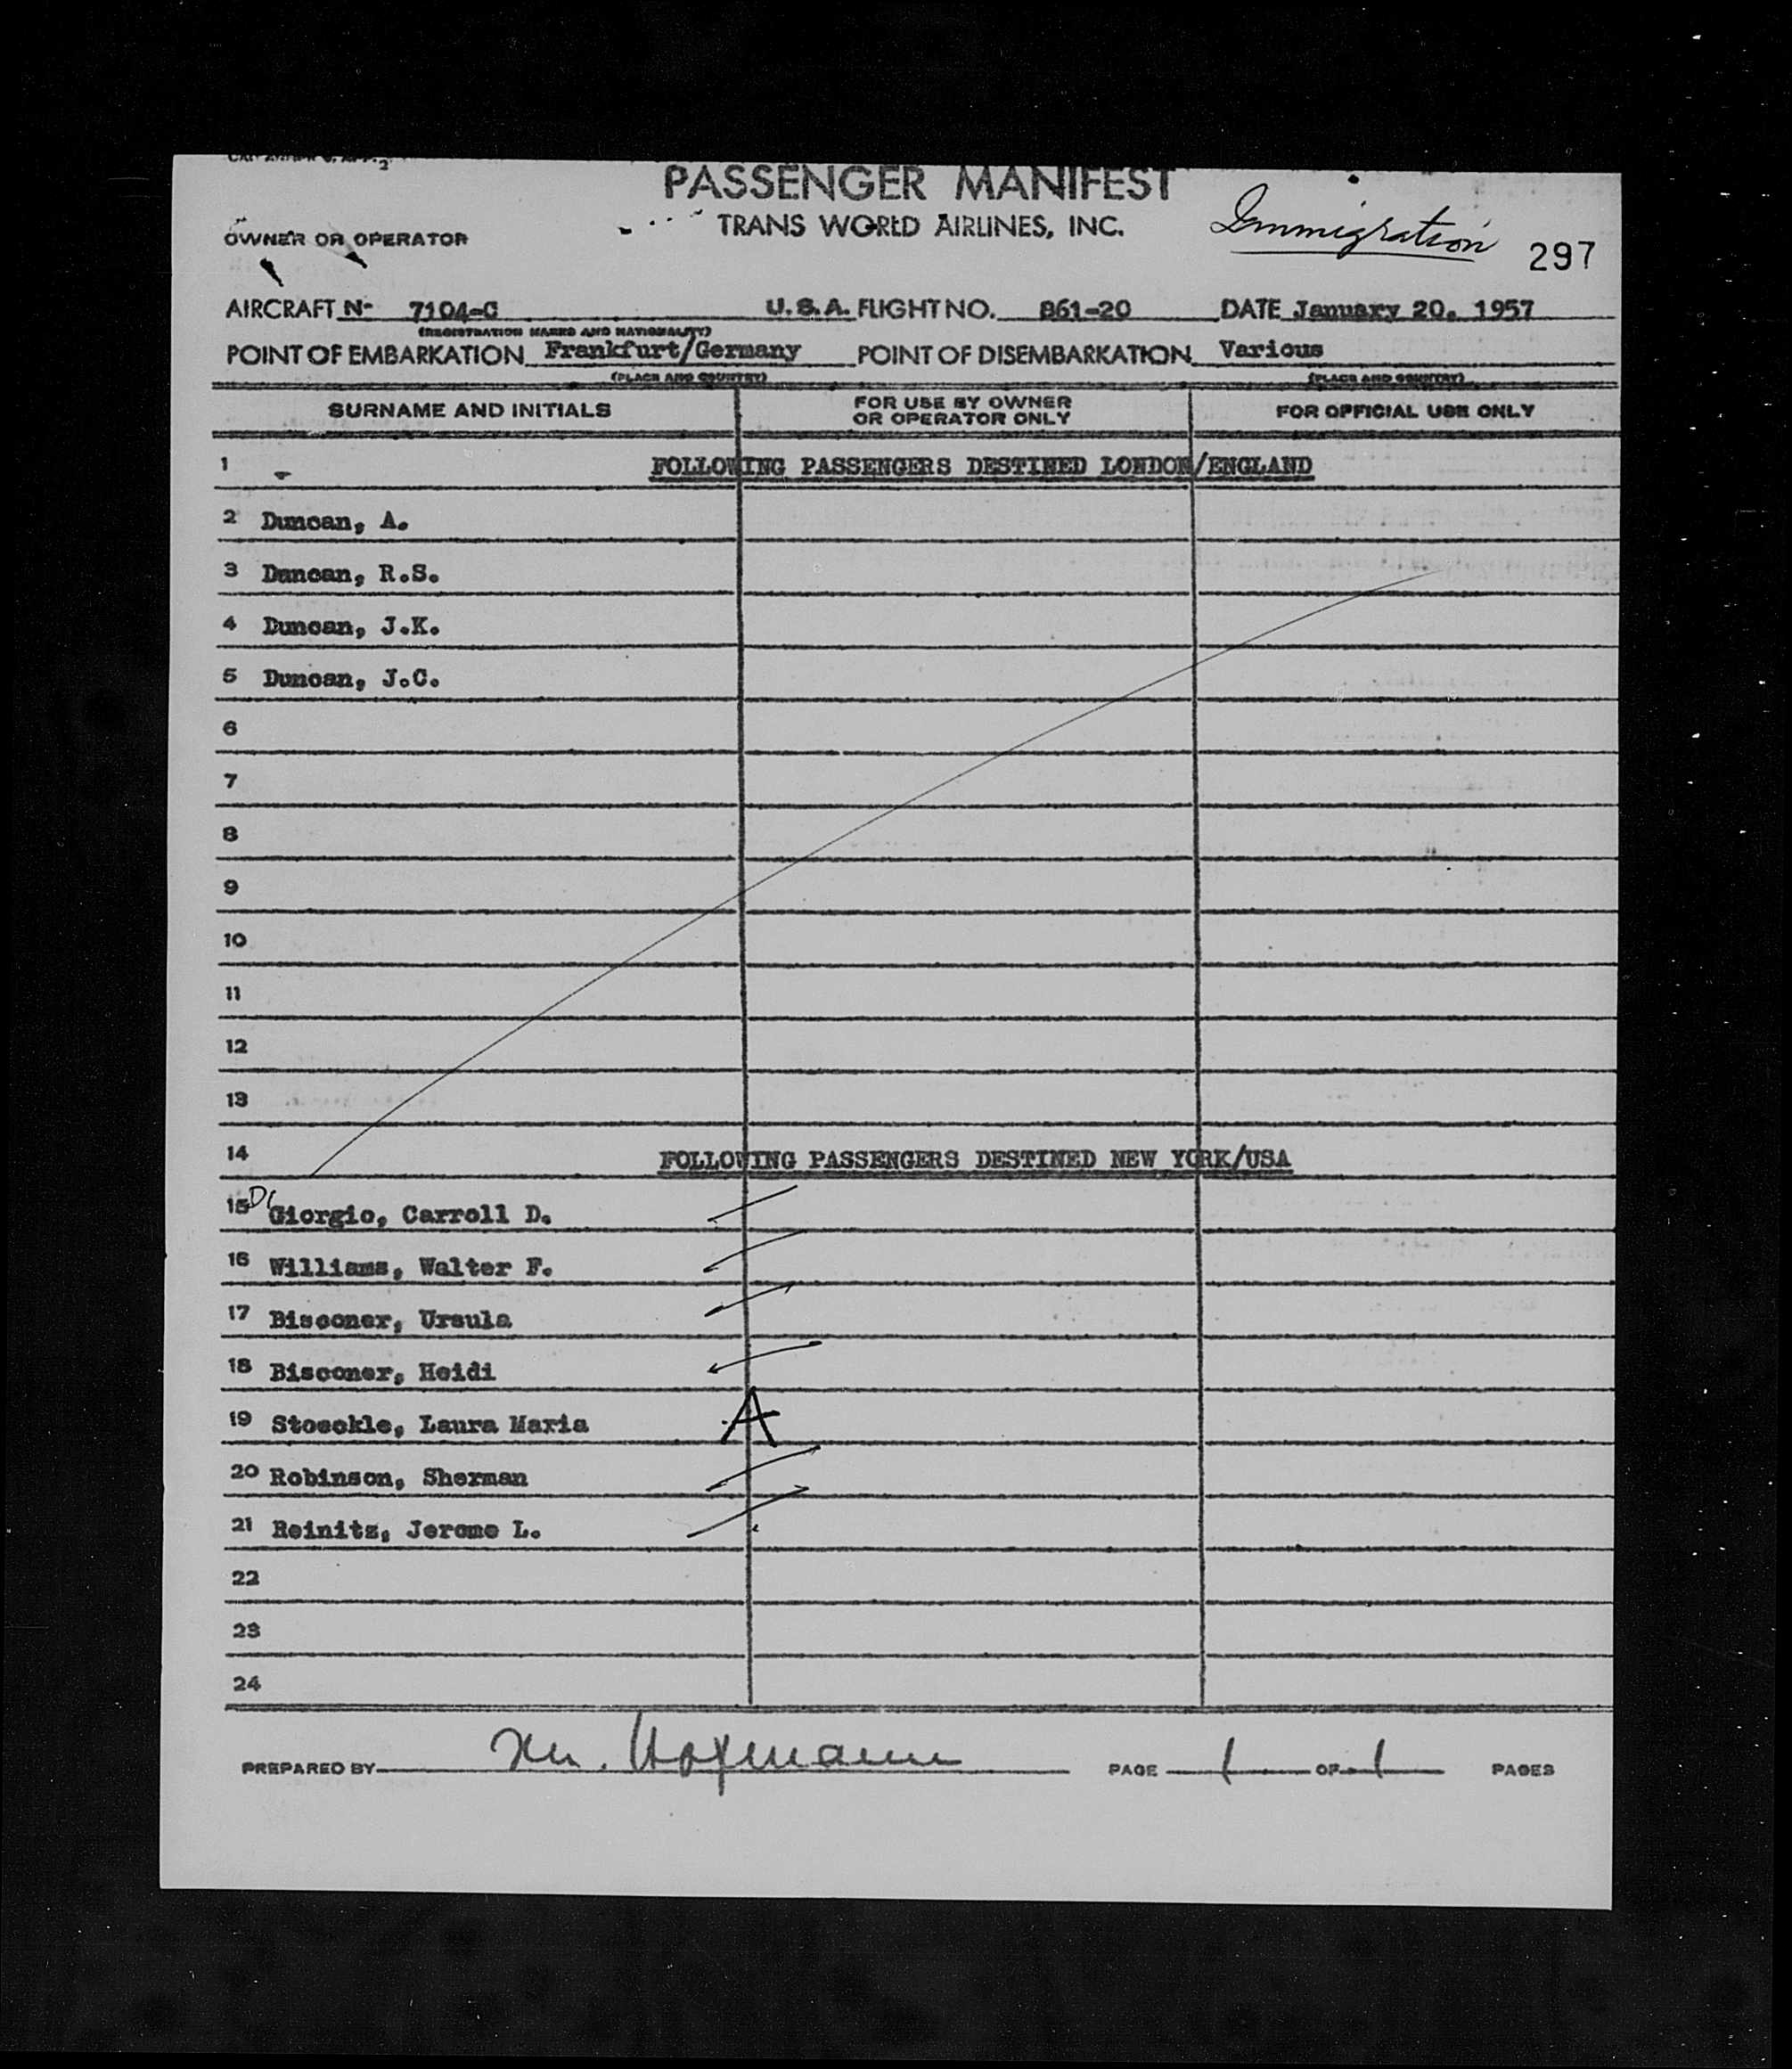 PASSENGER MANIFEST
TRANS WORLD AIRLINES, INC.
Immigration 297
OWNER OR OPERATOR
AIRCRAFT N- 7104-C U.S.A. FLIGHT NO. 861-20 DATE January 20, 1957
(REGISTRATION MARKS AND NATIONALITY)
POINT OF EMBARKATION Frankfurt/Germany POINT OF DISEMBARKATION Various
(PLACE AND COUNTRY) (PLACE AND COUNTRY)
SURNAME AND INITIALS FOR USE BY OWNER OR OPERATOR ONLY FOR OFFICIAL USE ONLY
1 FOLLOWING PASSENGERS DESTINED LONDON/ENGLAND
2 Duncan, A.
3 Duncan, R.S.
4 Duncan, J.K.
5 Duncan, J.C.
6
7
8
9
10
11
12
13
14 FOLLOWING PASSENGERS DESTINED NEW YORK/USA
15 Di Giorgio, Carroll D.
16 Williams, Walter F.
17 Bisconer, Ursula
18 Bisconer, Heidi
19 Stoeckle, Laura Maria A
20 Robinson, Sherman
21 Reinitz, Jerome L.
22
23
24
PREPARED BY Hofmann PAGE 1 OF 1 PAGES